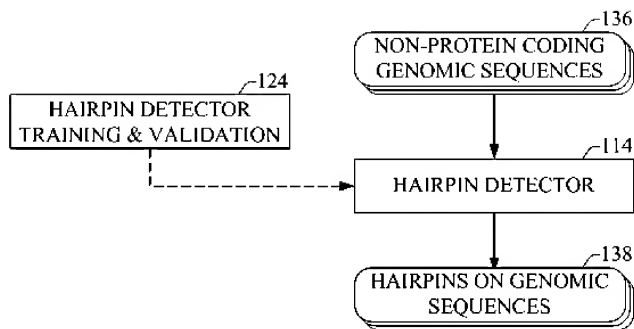 136
NON-PROTEIN CODING
GENOMIC SEQUENCES
124
HAIRPIN DETECTOR
TRAINING & VALIDATION
114
HAIRPIN DETECTOR
138
HAIRPINS ON GENOMIC
SEQUENCES